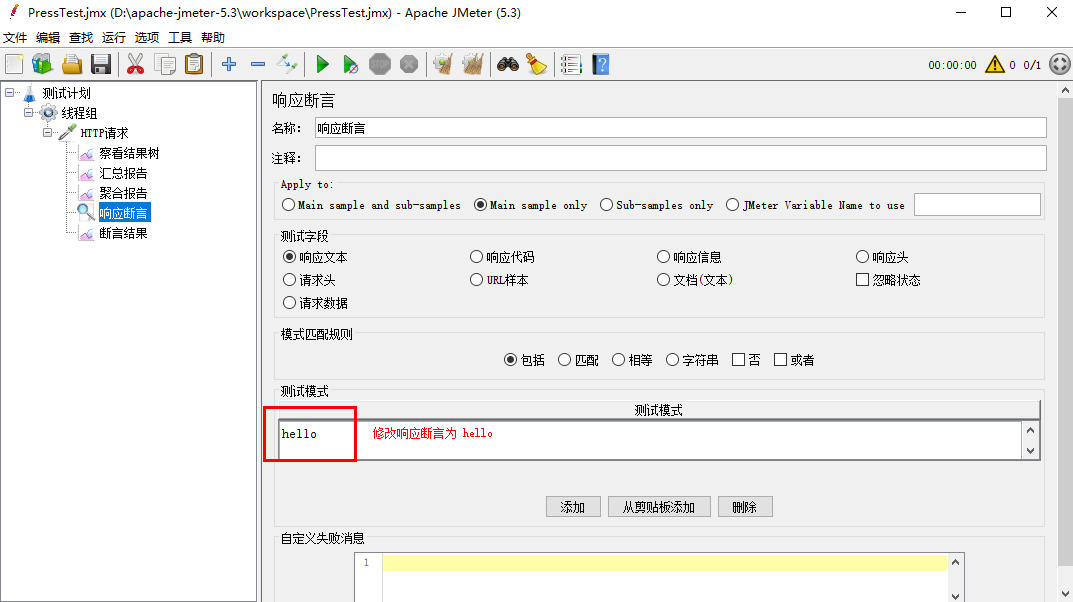 PressTest.jmx (D:\apache-jmeter-5.3\workspace\PressTest.jmx) - Apache JMeter (5.3)
文件 编辑 查找 运行 选项 工具 帮助
STOP 00:00:00 0 0/1
测试计划
线程组
HTTP请求
察看结果树
汇总报告
聚合报告
响应断言
断言结果
响应断言
名称： 响应断言
注释：
Apply to:
Main sample and sub-samples Main sample only Sub-samples only JMeter Variable Name to use
测试字段
响应文本 响应代码 响应信息 响应头
请求头 URL样本 文档(文本) 忽略状态
请求数据
模式匹配规则
包括 匹配 相等 字符串 否 或者
测试模式
测试模式
hello 修改响应断言为 hello
添加 从剪贴板添加 删除
自定义失败消息
1